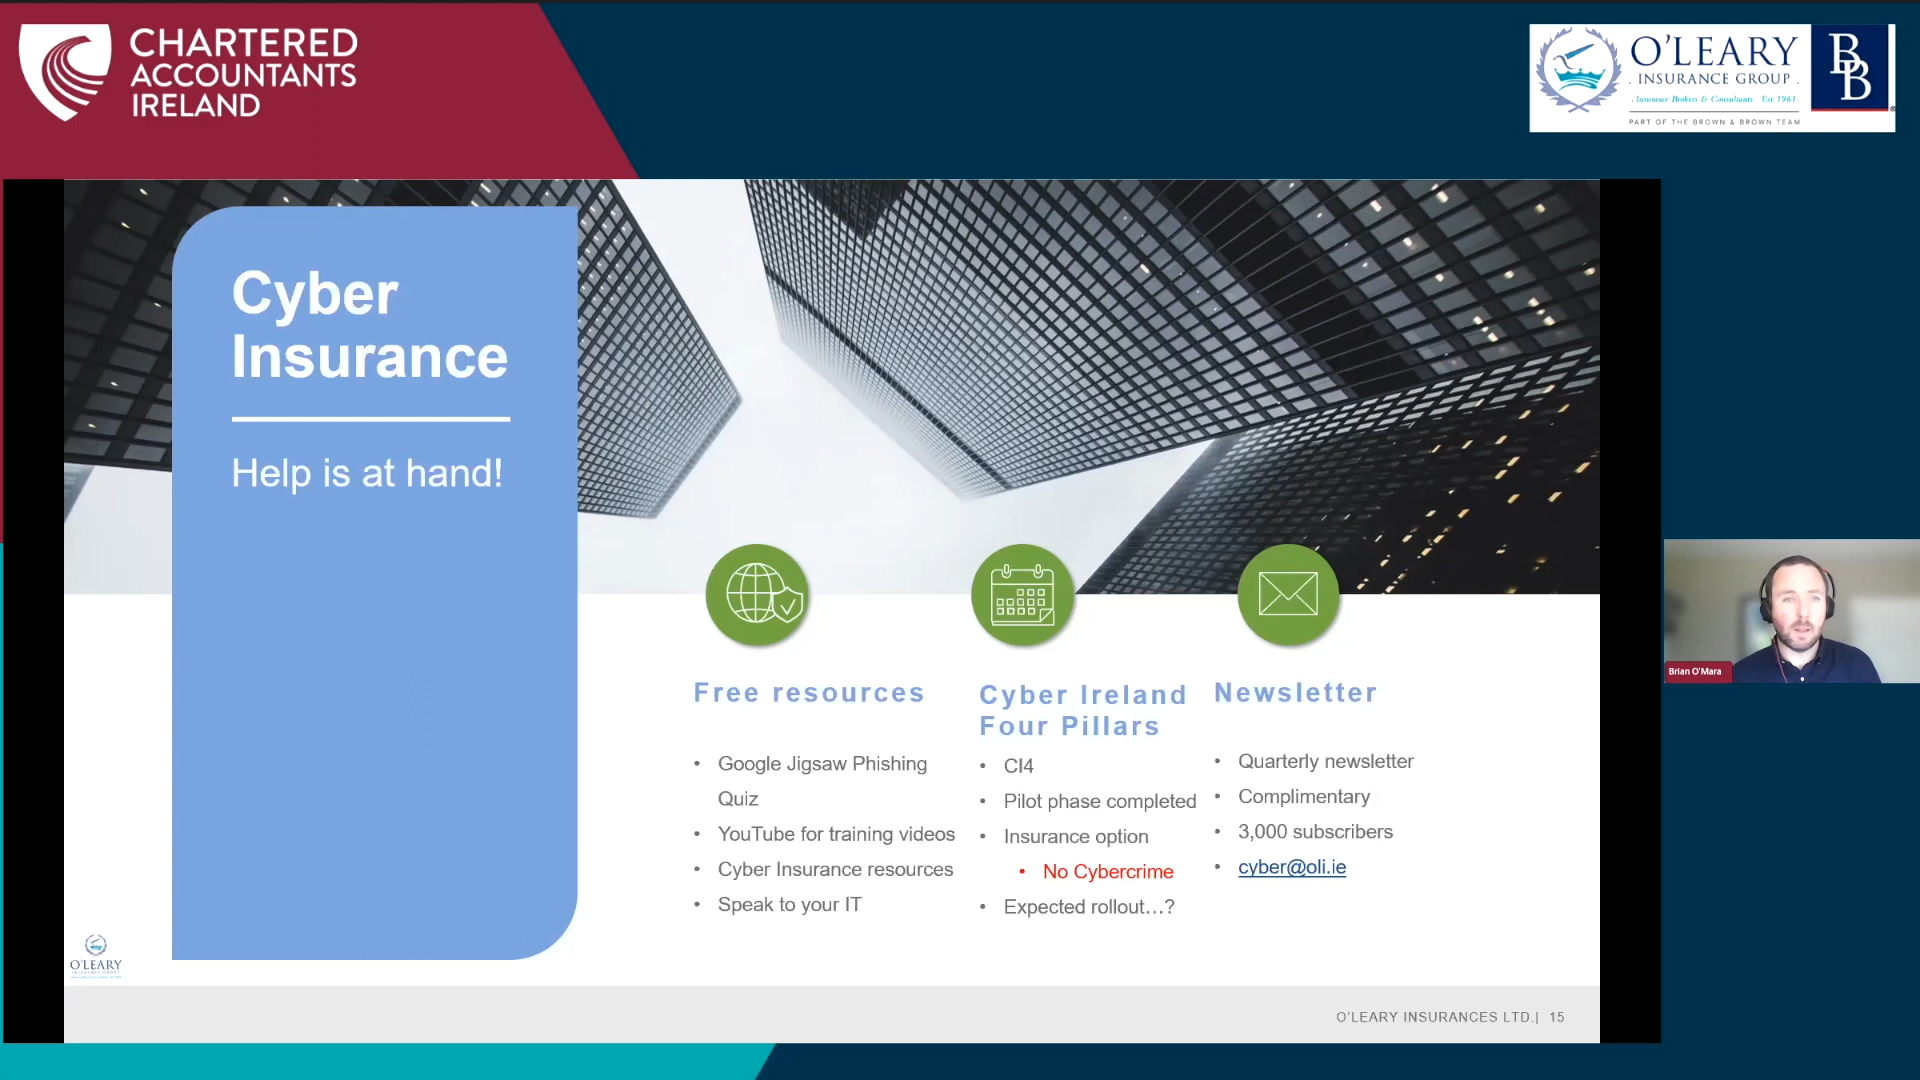 CHARTERED
ACCOUNTANTS
IRELAND
O'LEARY
. INSURANCE GROUP .
. Insurance Brokers & Consultants Est.1961.
PART OF THE BROWN & BROWN TEAM
BB
Cyber
Insurance
Help is at hand!
Free resources
• Google Jigsaw Phishing
Quiz
• YouTube for training videos
• Cyber Insurance resources
• Speak to your IT
Cyber Ireland
Four Pillars
• CI4
• Pilot phase completed
• Insurance option
• No Cybercrime
• Expected rollout…?
Newsletter
• Quarterly newsletter
• Complimentary
• 3,000 subscribers
• cyber@oli.ie
Brian O'Mara
O'LEARY
O'LEARY INSURANCES LTD.| 15